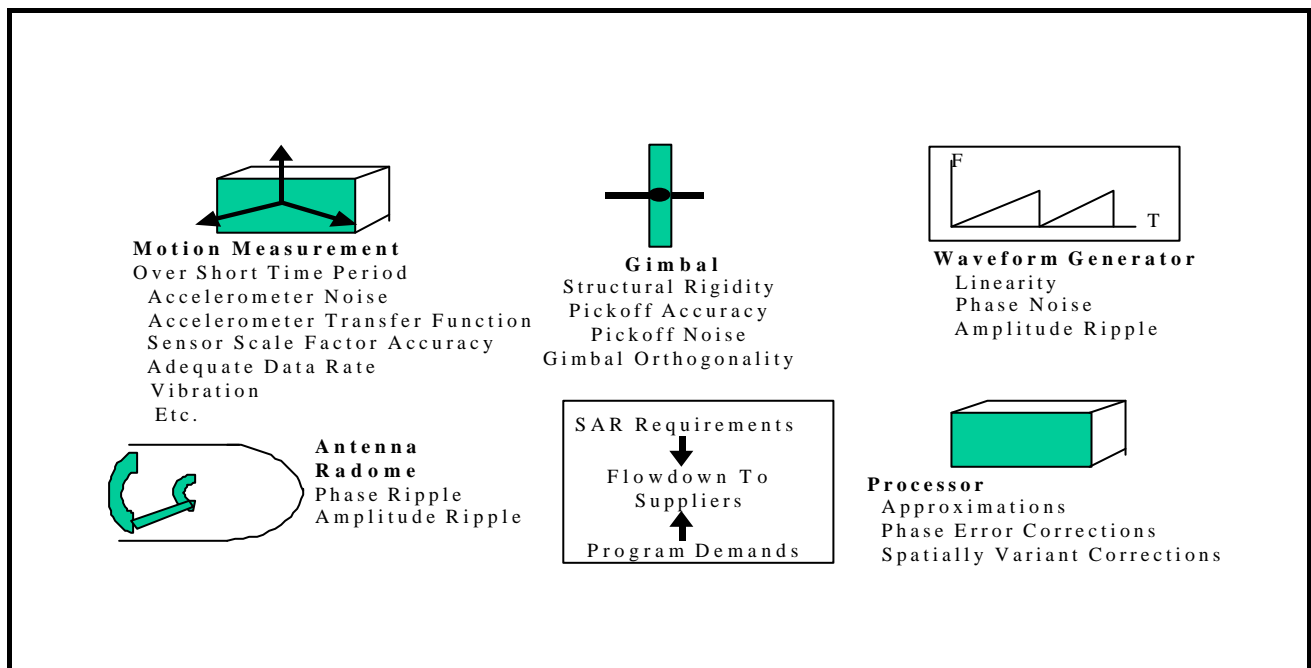 Motion Measurement
Over Short Time Period
Accelerometer Noise
Accelerometer Transfer Function
Sensor Scale Factor Accuracy
Adequate Data Rate
Vibration
Etc.
Gimbal
Structural Rigidity
Pickoff Accuracy
Pickoff Noise
Gimbal Orthogonality
F
T
Waveform Generator
Linearity
Phase Noise
Amplitude Ripple
Antenna
Radome
Phase Ripple
Amplitude Ripple
SAR Requirements
Flowdown To
Suppliers
Program Demands
Processor
Approximations
Phase Error Corrections
Spatially Variant Corrections